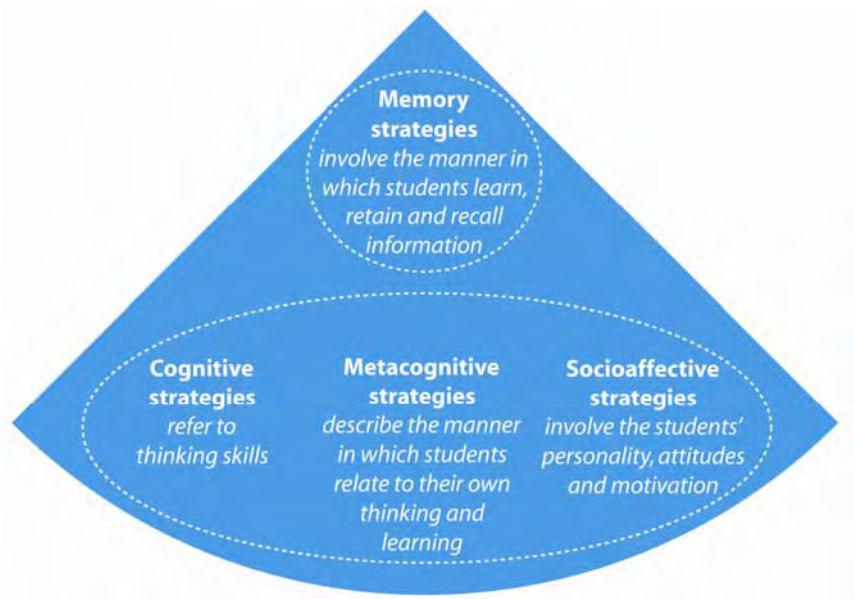 Memory
strategies
involve the manner in
which students learn,
retain and recall
information
Cognitive
strategies
refer to
thinking skills
Metacognitive
strategies
describe the manner
in which students
relate to their own
thinking and
learning
Socioaffective
strategies
involve the students'
personality, attitudes
and motivation